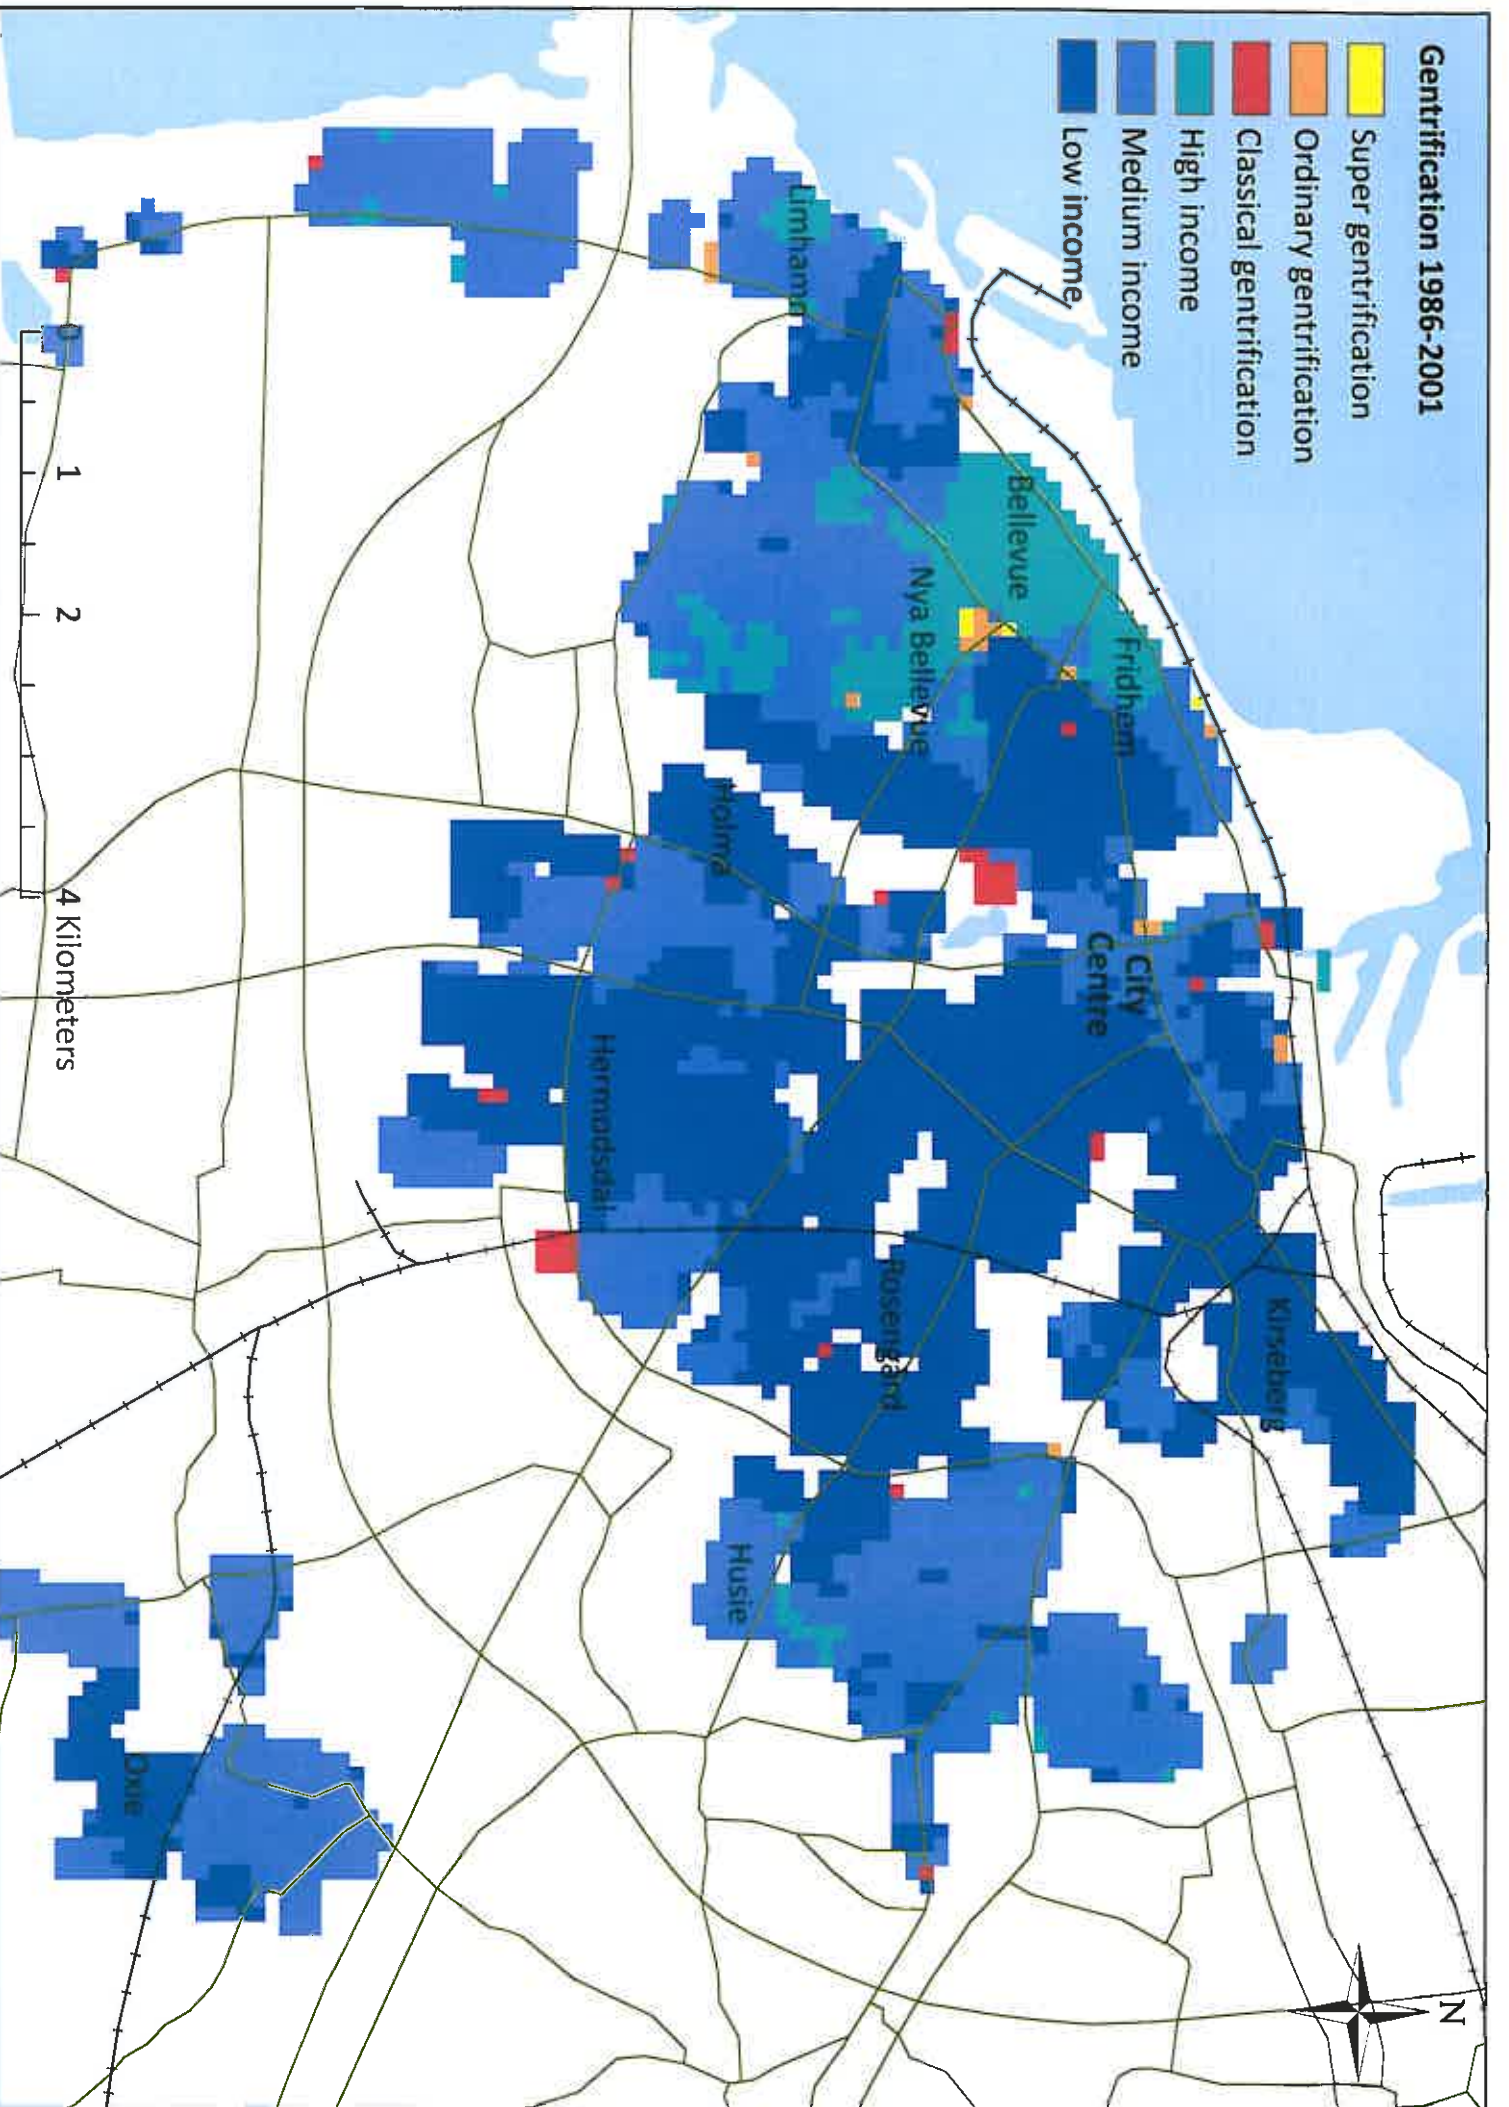 Gentrification 1986-2001
Super gentrification
Ordinary gentrification
Classical gentrification
High income
Medium income
Low income
N
Kirseberg
Fridhem
City
Centre
Bellevue
Nya Bellevue
Rosengård
Limhamn
Holma
Husie
Hermodsdal
Oxie
0 1 2 4 Kilometers